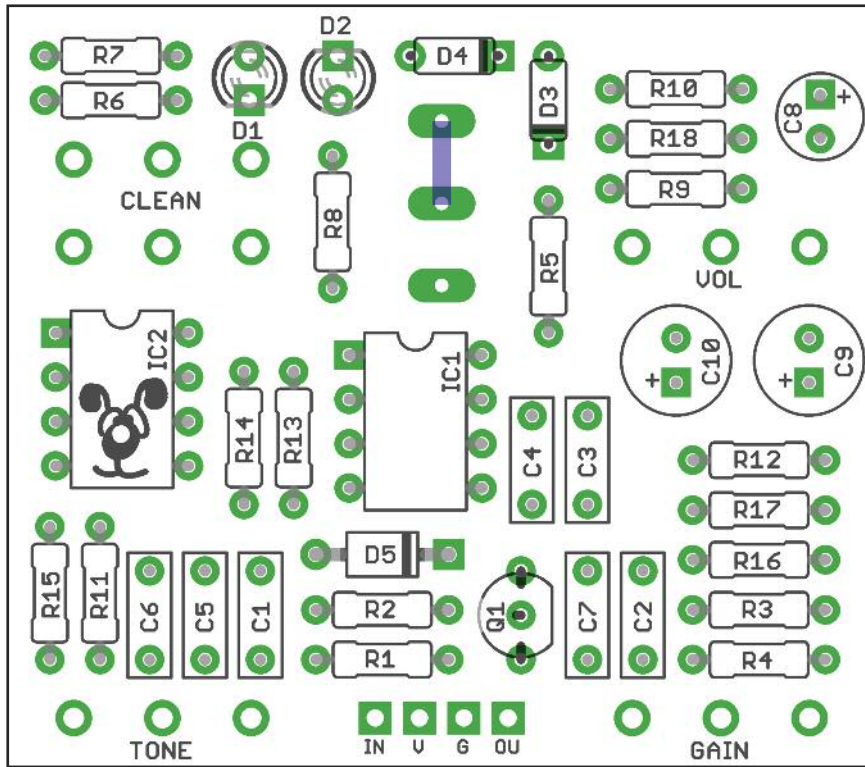 D2
R7
D4
R6
D3
R10
C8
+
D1
R18
CLEAN
R8
R9
R5
VOL
IC2
IC1
C10
+
C9
+
R14
R13
C4
C3
R12
R17
D5
R16
R15
R11
C6
C5
C1
R2
Q1
C7
C2
R3
R1
R4
TONE
IN
V
G
OU
GAIN